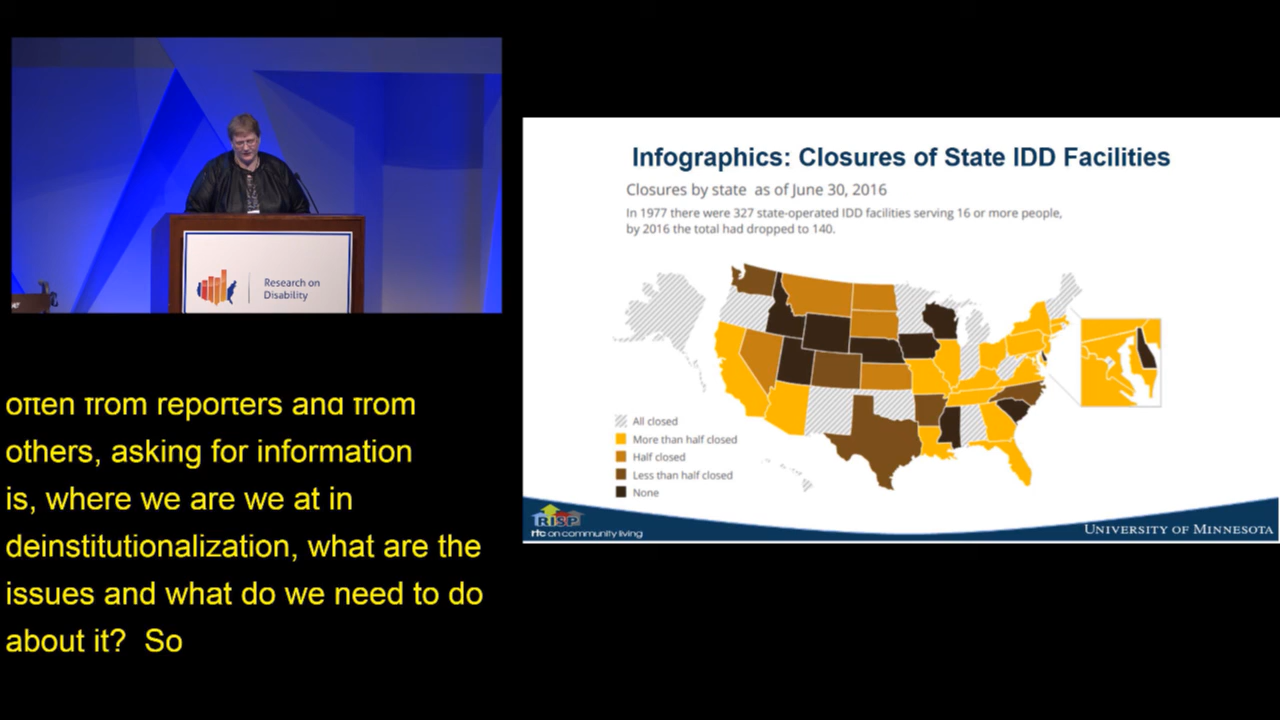 Research on
Disability
often from reporters and from
others, asking for information
is, where we are we at in
deinstitutionalization, what are the
issues and what do we need to do
about it?  So
Infographics: Closures of State IDD Facilities
Closures by state as of June 30, 2016
In 1977 there were 327 state-operated IDD facilities serving 16 or more people,
by 2016 the total had dropped to 140.
All closed
More than half closed
Half closed
Less than half closed
None
RISP
rtc on community living
UNIVERSITY OF MINNESOTA